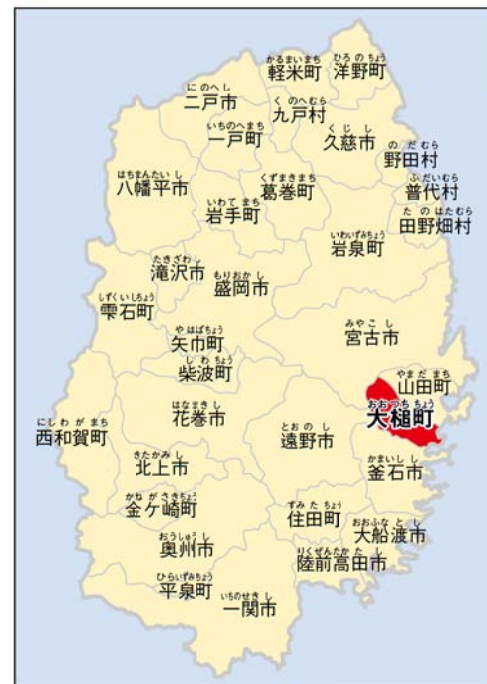 かるまいまち
軽米町
ひろのちょう
洋野町
にのへし
二戸市
くのへむら
九戸村
いちのへまち
一戸町
くじし
久慈市
のだむら
野田村
はちまんたいし
八幡平市
くずまきまち
葛巻町
ふだいむら
普代村
いわてまち
岩手町
たのはたむら
田野畑村
いわいずみちょう
岩泉町
たきざわし
滝沢市
もりおかし
盛岡市
しずくいしちょう
雫石町
みやこし
宮古市
やはばちょう
矢巾町
しわちょう
柴波町
やまだまち
山田町
はなまきし
花巻市
おおつちちょう
大槌町
にしわがまち
西和賀町
とおのし
遠野市
きたかみし
北上市
かまいしし
釜石市
かねがさきちょう
金ケ崎町
すみたちょう
住田町
おおふなとし
大船渡市
おうしゅうし
奥州市
りくぜんたかたし
陸前高田市
ひらいずみちょう
平泉町
いちのせきし
一関市